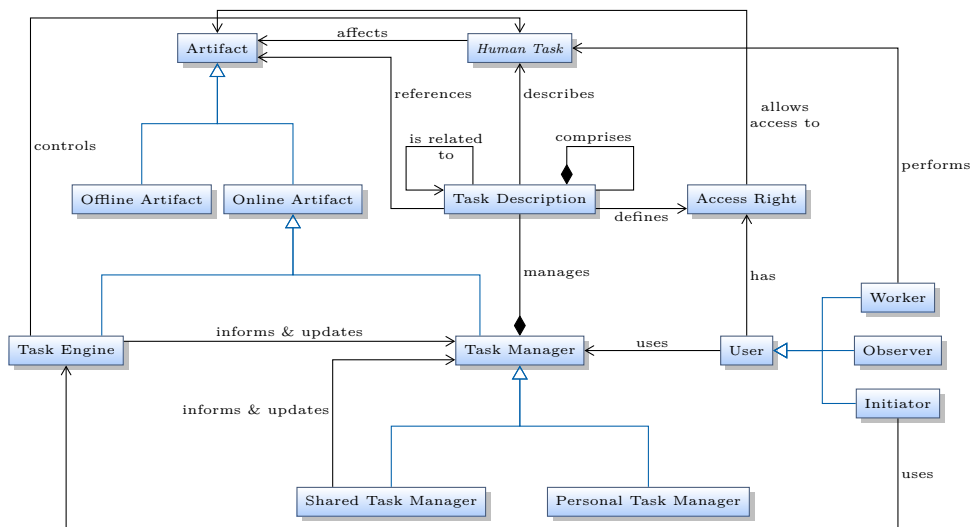 affects
Artifact
Human Task
references
describes
allows
access to
is related
to
comprises
controls
performs
Offline Artifact
Online Artifact
Task Description
Access Right
defines
manages
has
Worker
informs & updates
uses
Task Engine
Task Manager
User
Observer
informs & updates
Initiator
uses
Shared Task Manager
Personal Task Manager